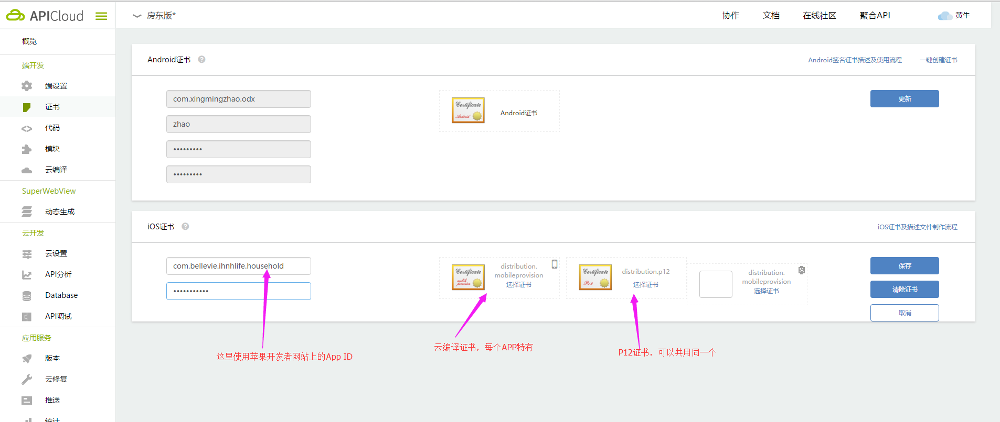 APICloud
房东版*
协作
文档
在线社区
聚合API
黄牛
概览
端开发
端设置
证书
代码
模块
云编译
SuperWebView
动态生成
云开发
云设置
API分析
Database
API调试
应用服务
版本
云修复
推送
统计
Android证书 ?
Android签名证书描述及使用流程
一键创建证书
com.xingmingzhao.odx
zhao
•••••••••
•••••••••
Certificate
Android
Android证书
更新
iOS证书 ?
iOS证书及描述文件制作流程
com.bellevie.ihnhlife.household
•••••••••••
Certificate
mobile
provision
distribution.
mobileprovision
选择证书
Certificate
P12
distribution.p12
选择证书
distribution.
mobileprovision
选择证书
保存
清除证书
取消
这里使用苹果开发者网站上的App ID
云编译证书，每个APP特有
P12证书，可以共用同一个